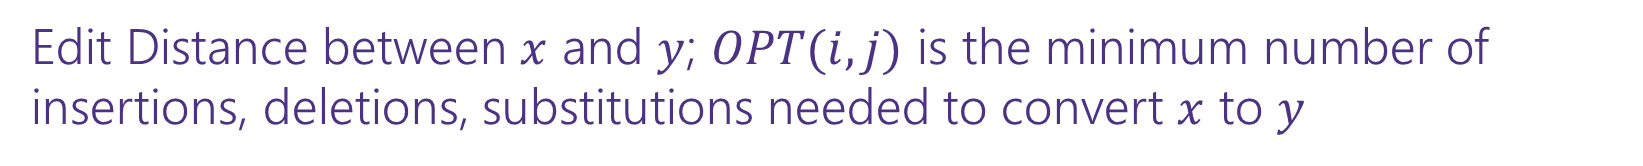 Edit Distance between x and y; OPT(i, j) is the minimum number of
insertions, deletions, substitutions needed to convert x to y